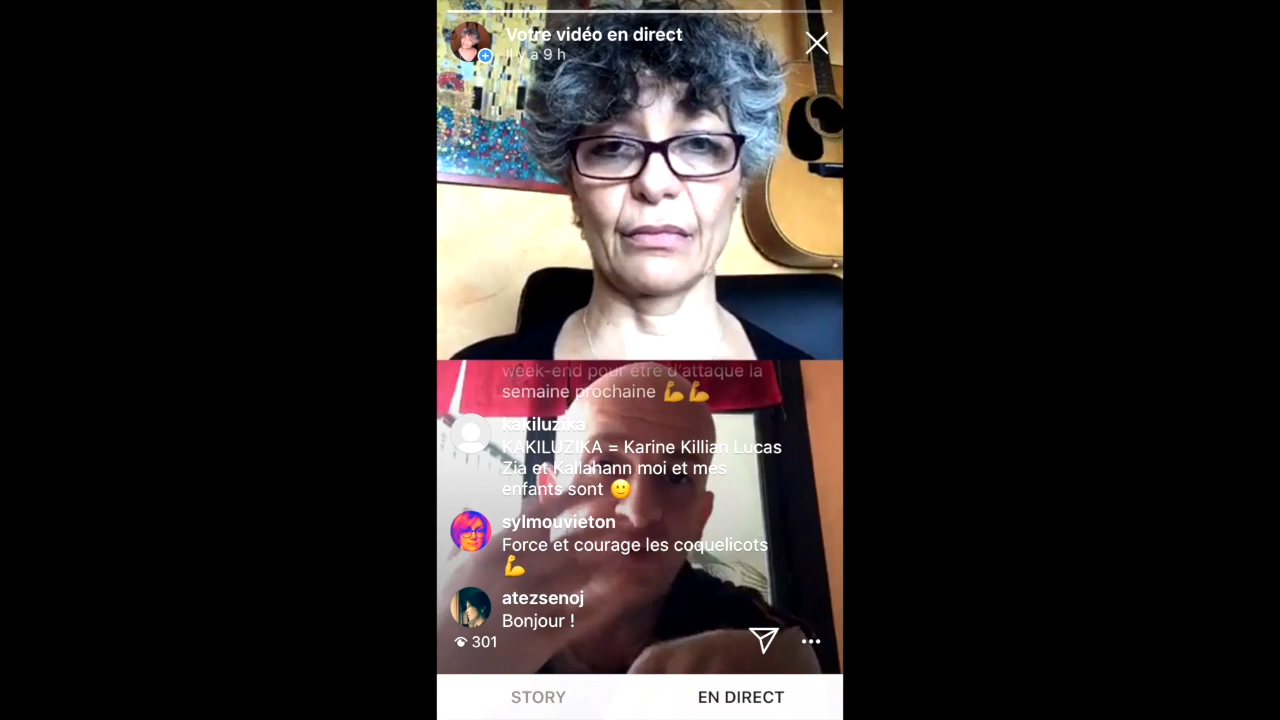 Votre vidéo en direct
Il y a 9 h
week-end pour être d'attaque la
semaine prochaine 💪💪
kakiluzika
KAKILUZIKA = Karine Killian Lucas
Zia et Kallahann moi et mes
enfants sont 🙂
sylmouvieton
Force et courage les coquelicots
💪
atezsenoj
Bonjour !
301
STORY
EN DIRECT